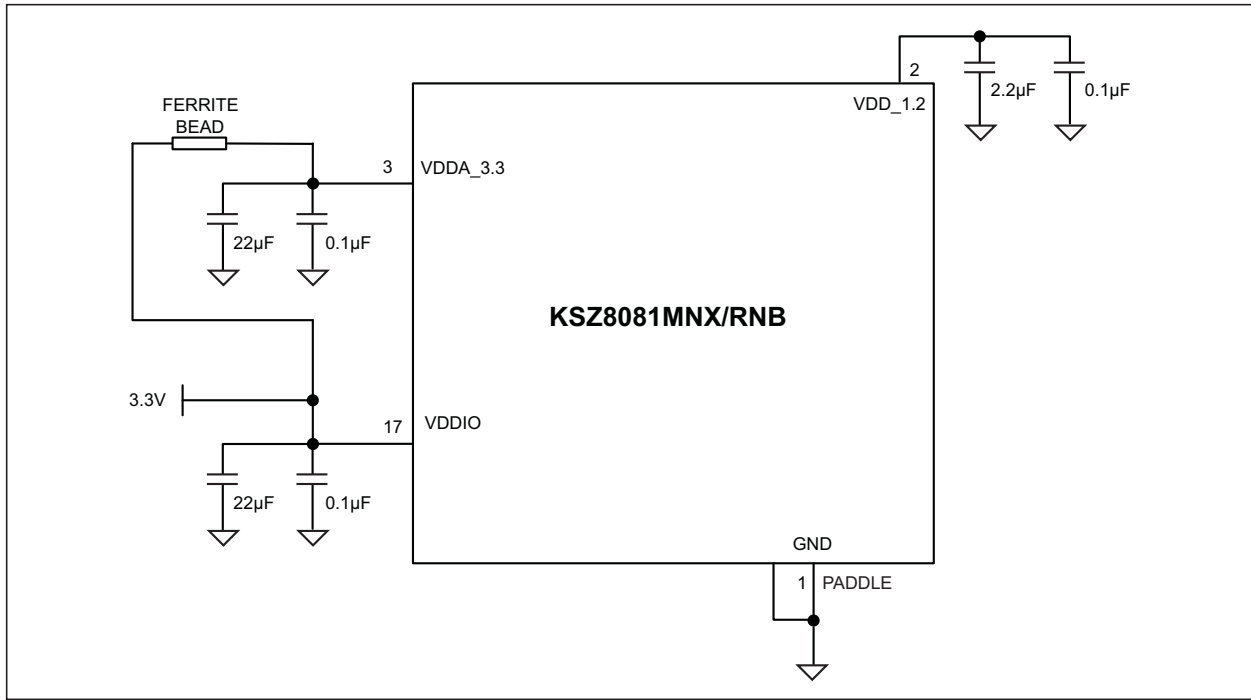 2
VDD_1.2
2.2µF
0.1µF
FERRITE
BEAD
3
VDDA_3.3
22µF
0.1µF
KSZ8081MNX/RNB
3.3V
17
VDDIO
22µF
0.1µF
GND
1
PADDLE